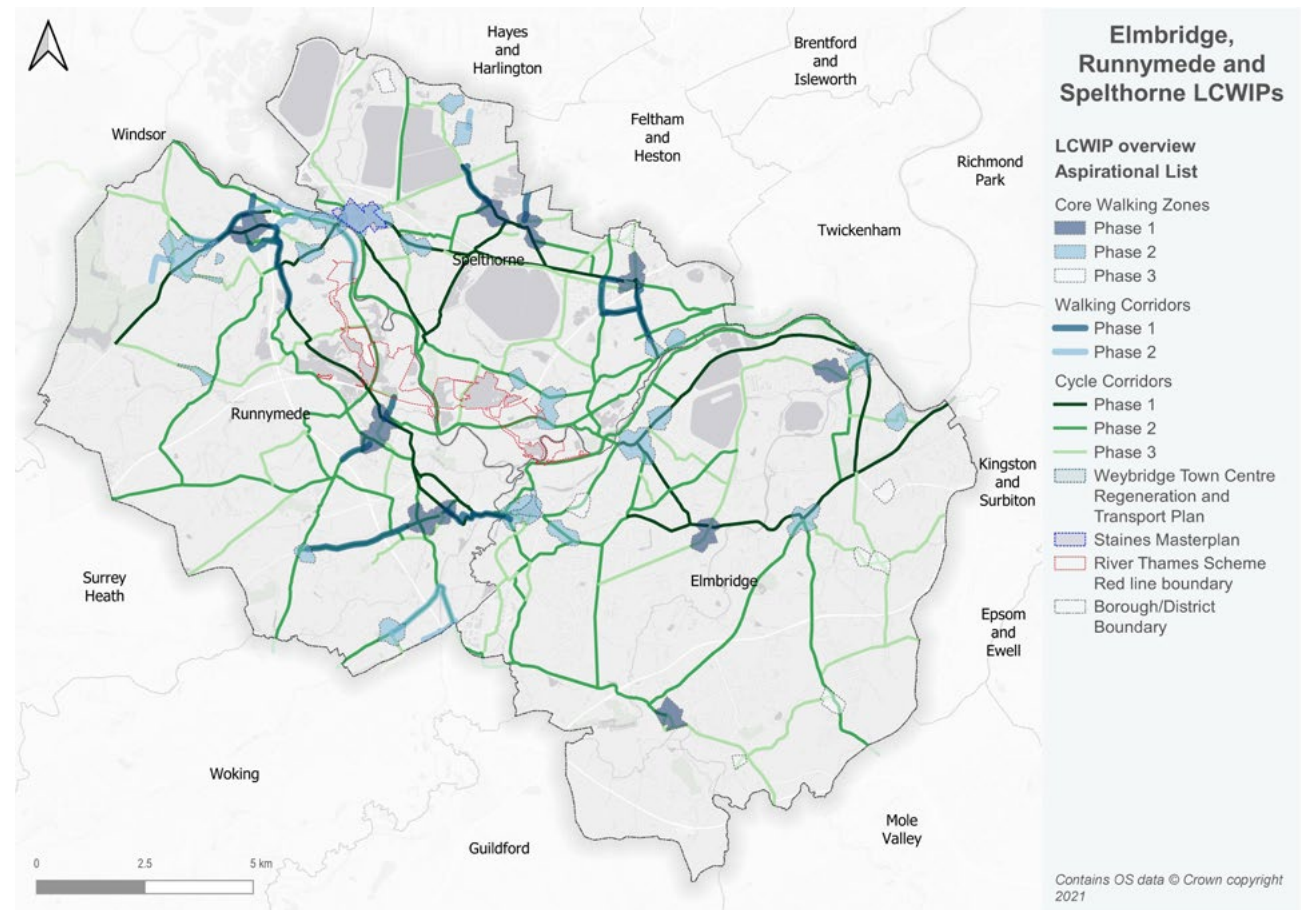 Hayes
and
Harlington
Brentford
and
Isleworth
Windsor
Feltham
and
Heston
Richmond
Park
Twickenham
Spelthorne
Runnymede
Kingston
and
Surbiton
Elmbridge
Surrey
Heath
Epsom
and
Ewell
Woking
Guildford
Mole
Valley
0
2.5
5 km
Elmbridge,
Runnymede and
Spelthorne LCWIPs
LCWIP overview
Aspirational List
Core Walking Zones
Phase 1
Phase 2
Phase 3
Walking Corridors
Phase 1
Phase 2
Cycle Corridors
Phase 1
Phase 2
Phase 3
Weybridge Town Centre
Regeneration and
Transport Plan
Staines Masterplan
River Thames Scheme
Red line boundary
Borough/District
Boundary
Contains OS data © Crown copyright
2021